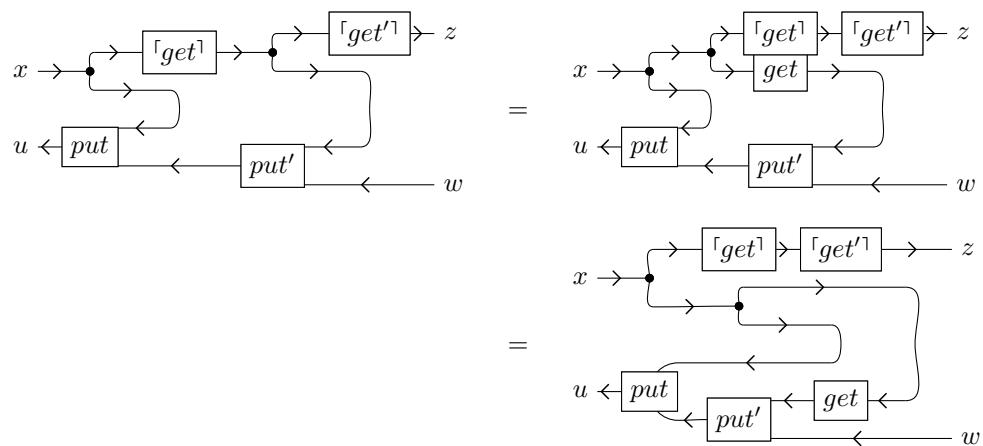 ⌜get⌝ ⌜get′⌝ z ⌜get⌝ ⌜get′⌝ z
x x get
=
u put put′ u put put′
w w
⌜get⌝ ⌜get′⌝ z
x
=
u put get
put′
w